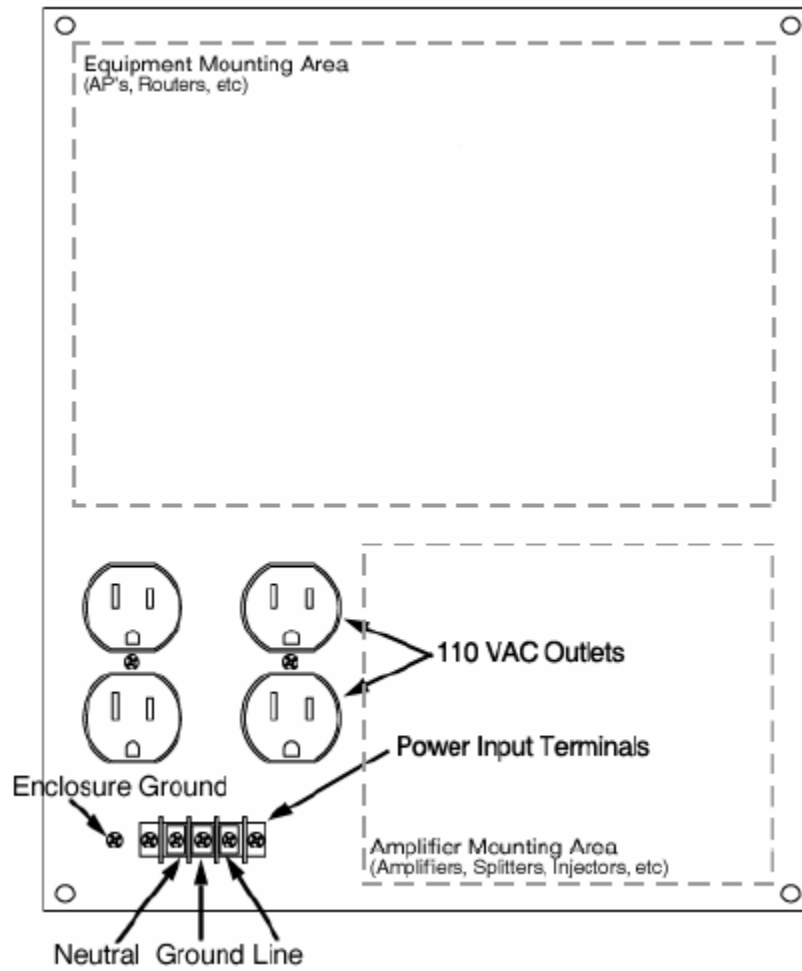 Equipment Mounting Area
(AP's, Routers, etc)
110 VAC Outlets
Power Input Terminals
Enclosure Ground
Amplifier Mounting Area
(Amplifiers, Splitters, Injectors, etc)
Neutral Ground Line